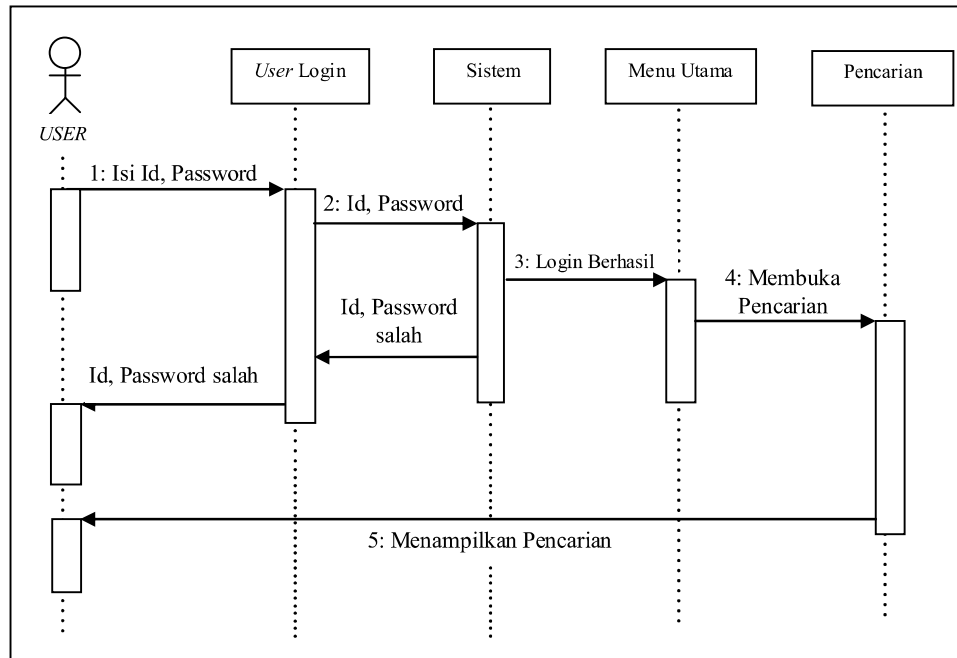 User Login
Sistem
Menu Utama
Pencarian
USER
1: Isi Id, Password
2: Id, Password
3: Login Berhasil
4: Membuka
Pencarian
Id, Password
salah
Id, Password salah
5: Menampilkan Pencarian